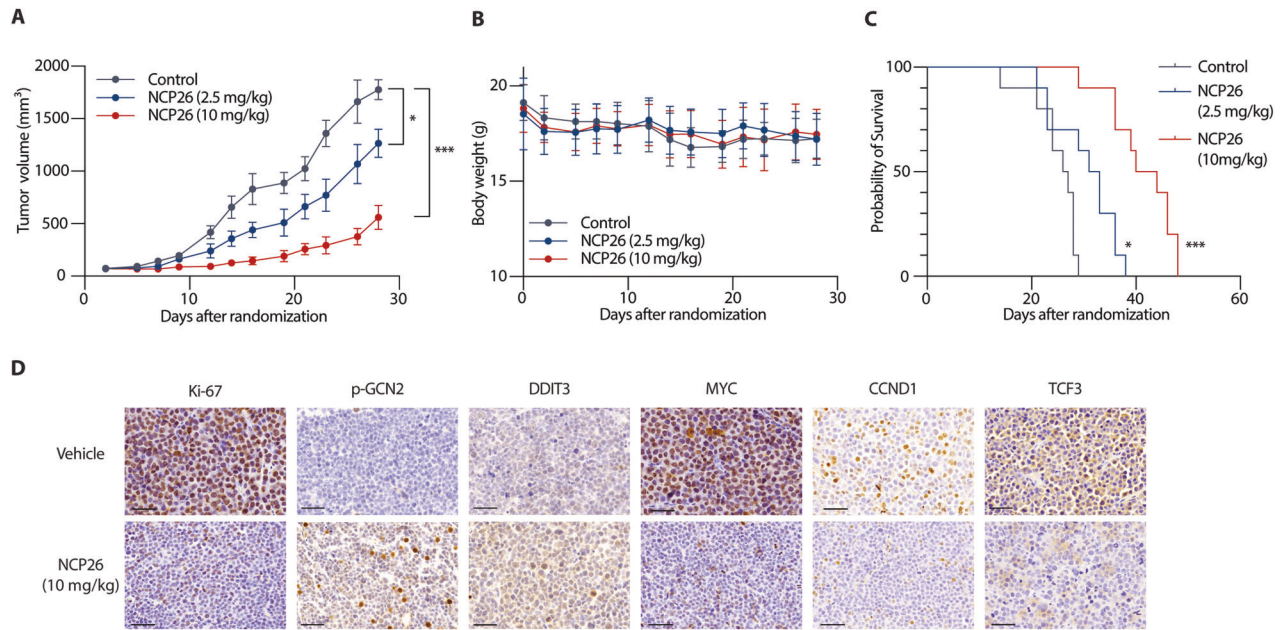 A
Tumor volume (mm³)
2000
1500
1000
500
0
Control
NCP26 (2.5 mg/kg)
NCP26 (10 mg/kg)
*
***
0
10
20
30
Days after randomization
B
Body weight (g)
20
15
10
Control
NCP26 (2.5 mg/kg)
NCP26 (10 mg/kg)
0
10
20
30
Days after randomization
C
Probability of Survival
100
50
0
Control
NCP26
(2.5 mg/kg)
NCP26
(10mg/kg)
*
***
0
20
40
60
Days after randomization
D
Ki-67
p-GCN2
DDIT3
MYC
CCND1
TCF3
Vehicle
NCP26
(10 mg/kg)